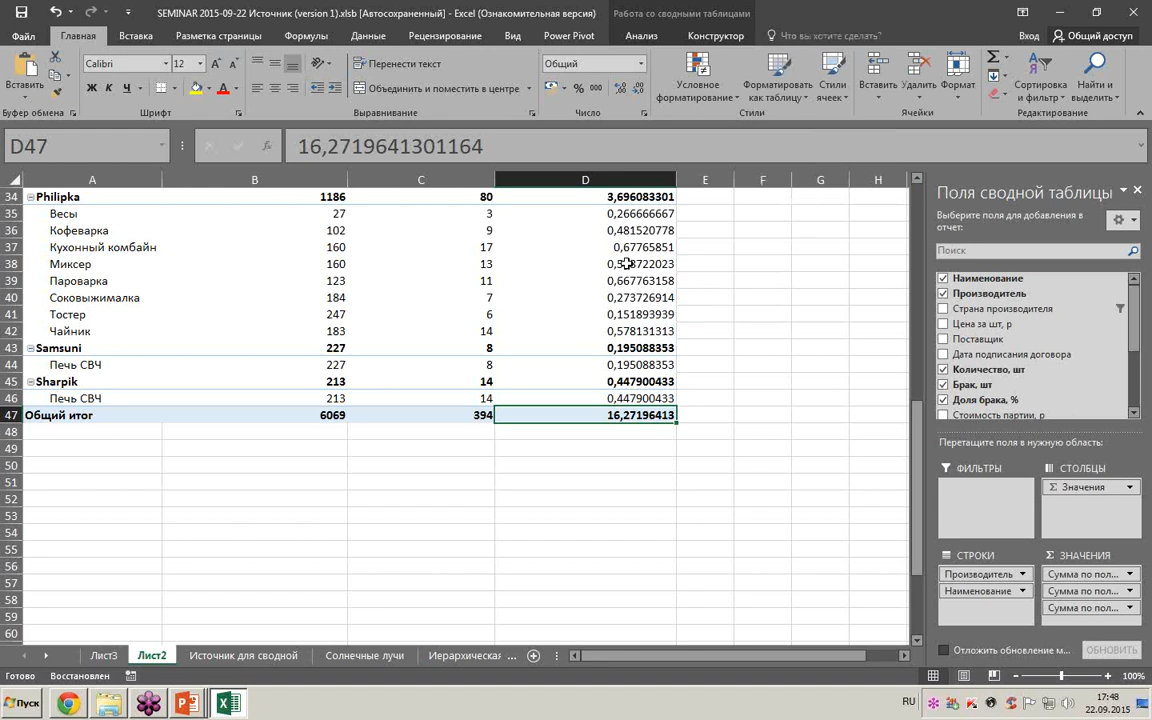 SEMINAR 2015-09-22 Источник (version 1).xlsb [Автосохраненный] - Excel (Ознакомительная версия)
Работа со сводными таблицами
Файл Главная Вставка Разметка страницы Формулы Данные Рецензирование Вид Power Pivot Анализ Конструктор Что вы хотите сделать? Вход Общий доступ
Вставить
Calibri 12
Ж К Ч
Перенести текст
Объединить и поместить в центре
Общий
% 000
Условное форматирование
Форматировать как таблицу
Стили ячеек
Вставить Удалить Формат
Сортировка и фильтр
Найти и выделить
Буфер обмена Шрифт Выравнивание Число Стили Ячейки Редактирование
D47 fx 16,2719641301164
A B C D E F G H
34 Philipka 1186 80 3,696083301
35 Весы 27 3 0,266666667
36 Кофеварка 102 9 0,481520778
37 Кухонный комбайн 160 17 0,67765851
38 Миксер 160 13
39 Пароварка 123 11 0,667763158
40 Соковыжималка 184 7 0,273726914
41 Тостер 247 6 0,151893939
42 Чайник 183 14 0,578131313
43 Samsuni 227 8 0,195088353
44 Печь СВЧ 227 8 0,195088353
45 Sharpik 213 14 0,447900433
46 Печь СВЧ 213 14 0,447900433
47 Общий итог 6069 394 16,27196413
48
49
50
51
52
53
54
55
56
57
58
59
60
Поля сводной таблицы
Выберите поля для добавления в отчет:
Поиск
Наименование
Производитель
Страна производителя
Цена за шт, р
Поставщик
Дата подписания договора
Количество, шт
Брак, шт
Доля брака, %
Стоимость партии, р
Перетащите поля в нужную область:
ФИЛЬТРЫ СТОЛБЦЫ
Σ Значения
СТРОКИ Σ ЗНАЧЕНИЯ
Производитель Сумма по пол...
Наименование Сумма по пол...
Сумма по пол...
Отложить обновление м... ОБНОВИТЬ
Лист3 Лист2 Источник для сводной Солнечные лучи Иерархическая ...
Готово Восстановлен 100%
Пуск
RU
17:48
22.09.2015